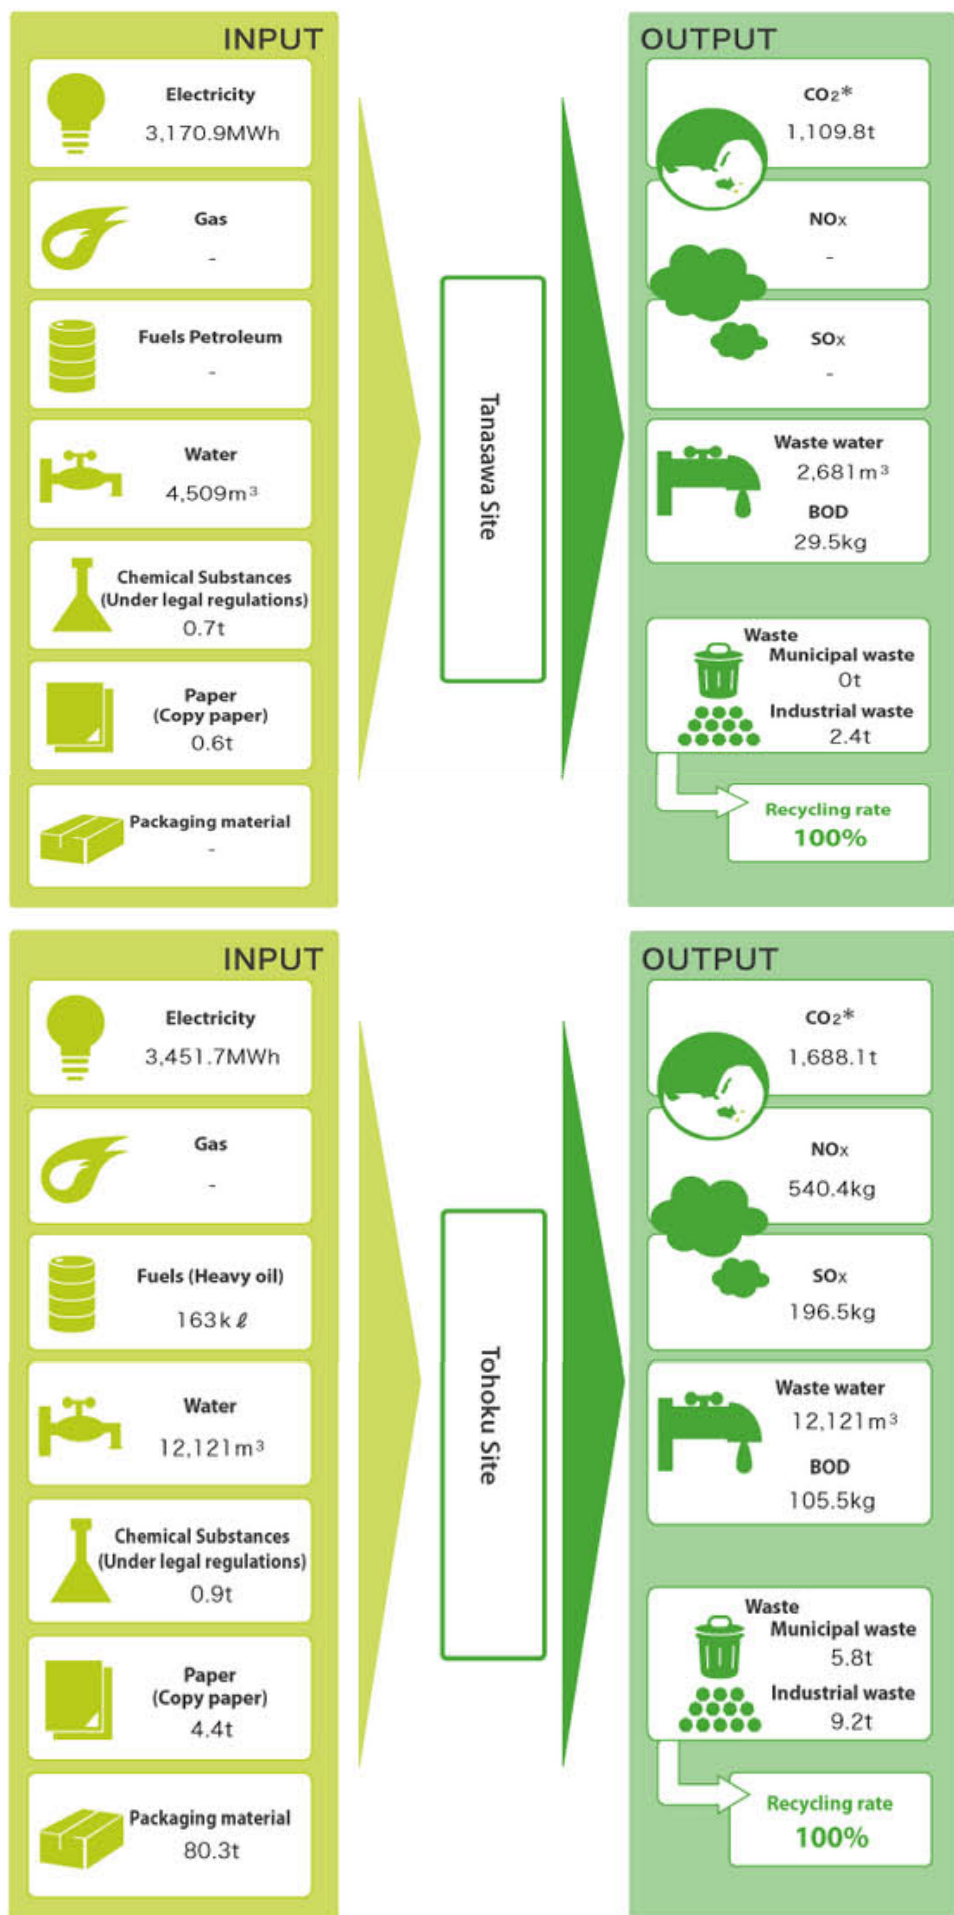 INPUT
Electricity
3,170.9MWh
Gas
-
Fuels Petroleum
-
Water
4,509m³
Chemical Substances
(Under legal regulations)
0.7t
Paper
(Copy paper)
0.6t
Packaging material
-
Tanasawa Site
OUTPUT
CO₂*
1,109.8t
NOx
-
SOx
-
Waste water
2,681m³
BOD
29.5kg
Waste
Municipal waste
0t
Industrial waste
2.4t
Recycling rate
100%
INPUT
Electricity
3,451.7MWh
Gas
-
Fuels (Heavy oil)
163kℓ
Water
12,121m³
Chemical Substances
(Under legal regulations)
0.9t
Paper
(Copy paper)
4.4t
Packaging material
80.3t
Tohoku Site
OUTPUT
CO₂*
1,688.1t
NOx
540.4kg
SOx
196.5kg
Waste water
12,121m³
BOD
105.5kg
Waste
Municipal waste
5.8t
Industrial waste
9.2t
Recycling rate
100%